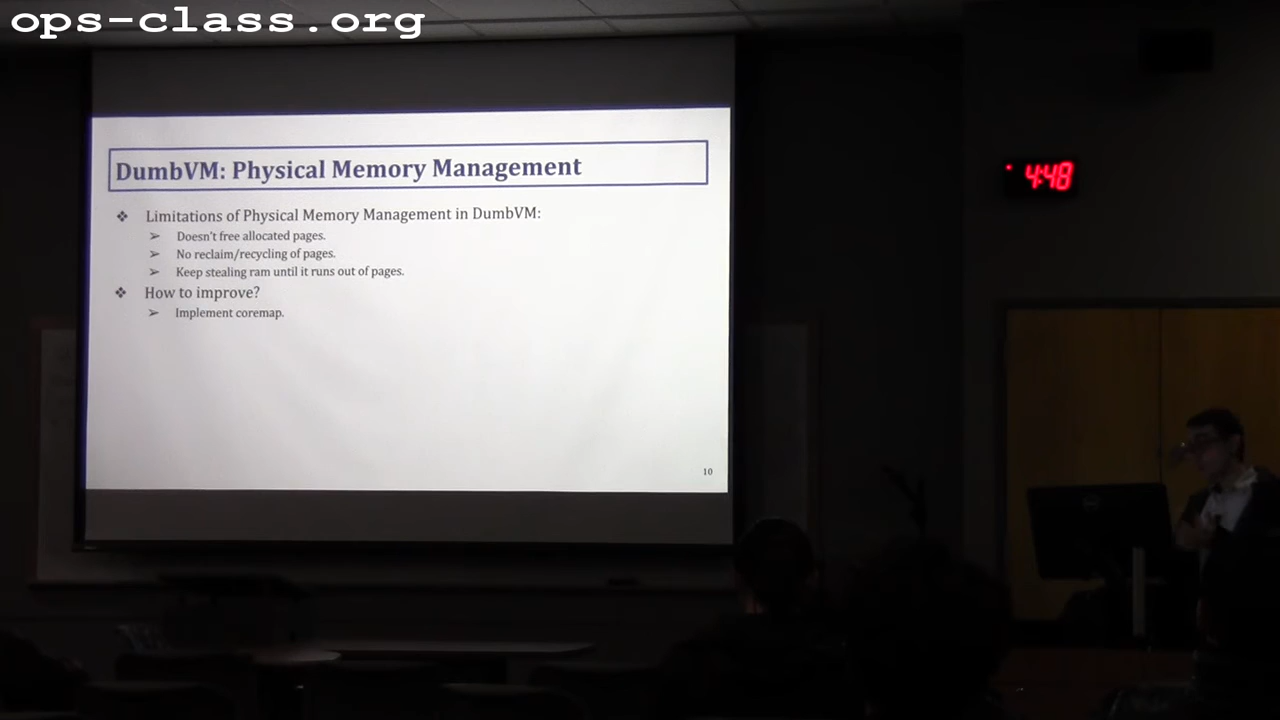 ops-class.org
DumbVM: Physical Memory Management
❖ Limitations of Physical Memory Management in DumbVM:
➢ Doesn't free allocated pages.
➢ No reclaim/recycling of pages.
➢ Keep stealing ram until it runs out of pages.
❖ How to improve?
➢ Implement coremap.
10
4:48